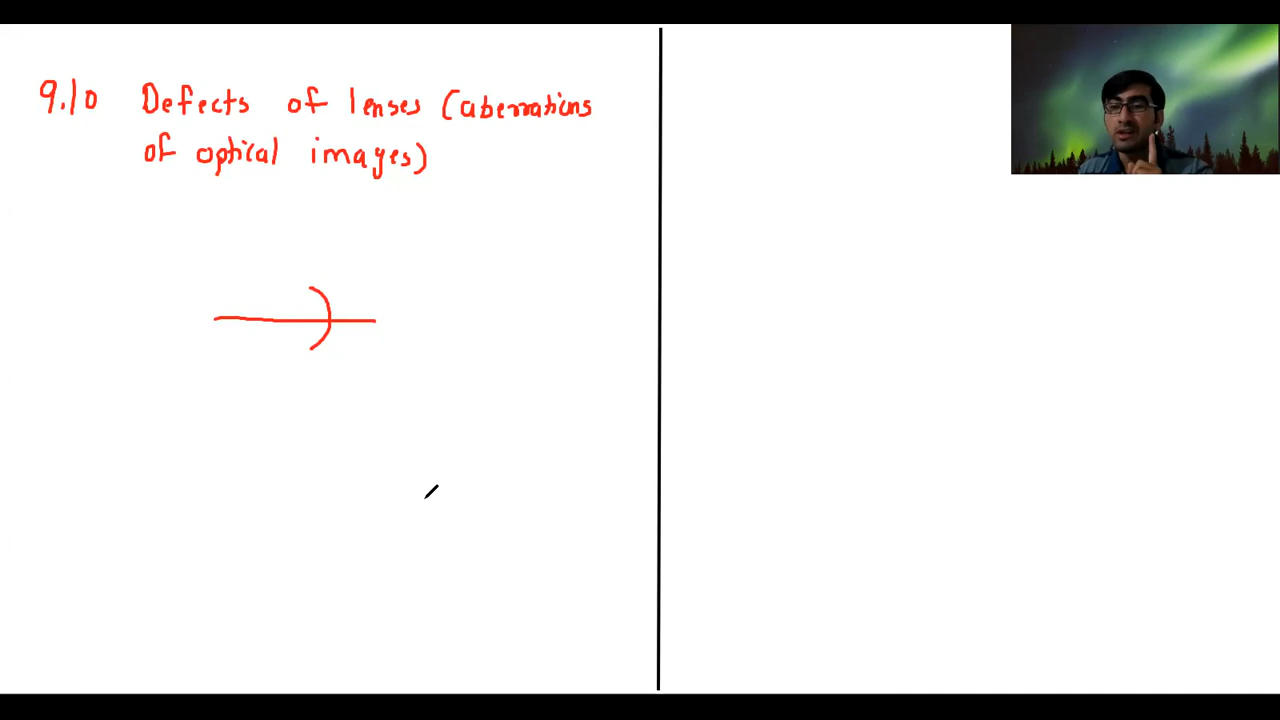 9.10 Defects of lenses (aberrations
of optical images)